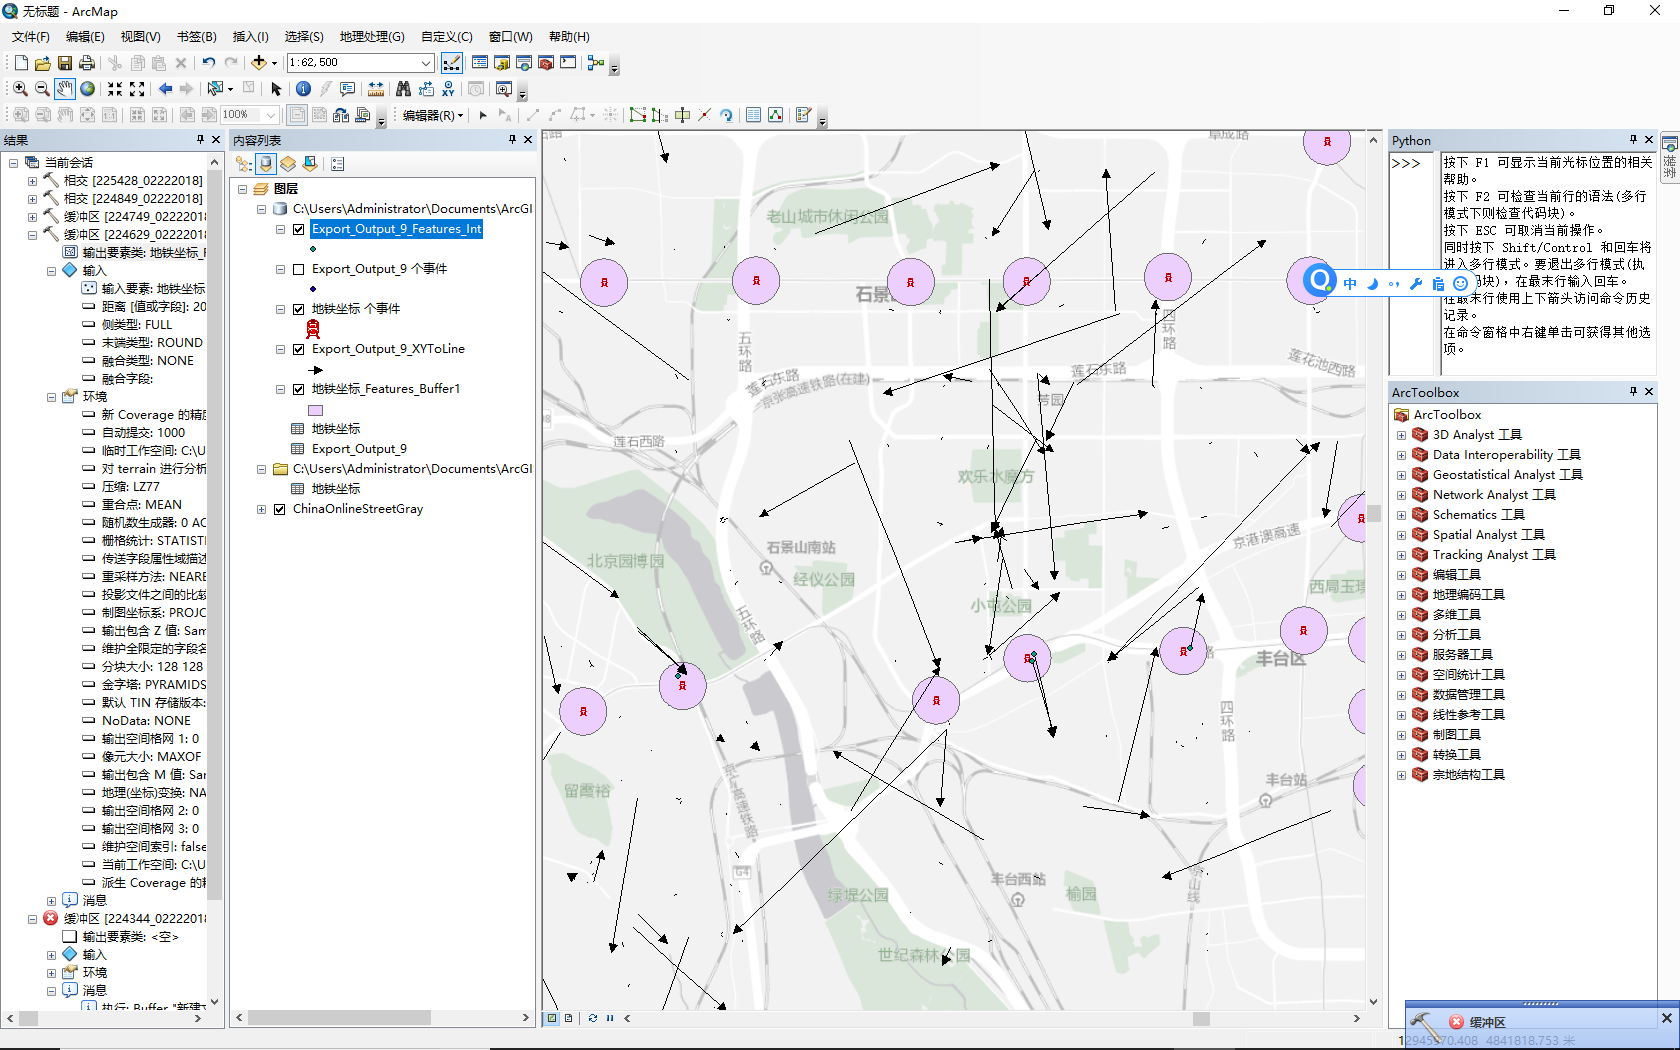 无标题 - ArcMap
文件(F) 编辑(E) 视图(V) 书签(B) 插入(I) 选择(S) 地理处理(G) 自定义(C) 窗口(W) 帮助(H)
1:62,500
100% 编辑器(R)
结果
当前会话
相交 [225428_02222018]
相交 [224849_02222018]
缓冲区 [224749_0222201
缓冲区 [224629_0222201
输出要素类: 地铁坐标_F
输入
输入要素: 地铁坐标
距离 [值或字段]: 20
侧类型: FULL
末端类型: ROUND
融合类型: NONE
融合字段:
环境
新 Coverage 的精度
自动提交: 1000
临时工作空间: C:\U
对 terrain 进行分析
压缩: LZ77
重合点: MEAN
随机数生成器: 0 AC
栅格统计: STATISTI
传送字段属性域描述
重采样方法: NEARE
投影文件之间的比较
制图坐标系: PROJC
输出包含 Z 值: Sam
维护全限定的字段名
分块大小: 128 128
金字塔: PYRAMIDS
默认 TIN 存储版本:
NoData: NONE
输出空间格网 1: 0
像元大小: MAXOF
输出包含 M 值: Sar
地理(坐标)变换: NA
输出空间格网 2: 0
输出空间格网 3: 0
维护空间索引: false
当前工作空间: C:\U
派生 Coverage 的精
消息
缓冲区 [224344_0222201
输出要素类: <空>
输入
环境
消息
执行: Buffer "新建文
内容列表
图层
C:\Users\Administrator\Documents\ArcGI
Export_Output_9_Features_Int
Export_Output_9 个事件
地铁坐标 个事件
Export_Output_9_XYToLine
地铁坐标_Features_Buffer1
地铁坐标
Export_Output_9
C:\Users\Administrator\Documents\ArcGI
地铁坐标
ChinaOnlineStreetGray
阜成路
老山城市休闲公园
石景
五环路
四环路
莲石东路
京张高速铁路(在建)
莲石东路
莲花池西路
芳园
莲石西路
欢乐水魔方
京港澳高速
北京园博园
石景山南站
经仪公园
小屯公园
西局玉璞
五环路
路
丰台区
四环路
留霞裕
丰台站
G4
丰台西站
榆园
绿堤公园
京山线
世纪森林公园
Python
>>>
按下 F1 可显示当前光标位置的相关
帮助。
按下 F2 可检查当前行的语法(多行
模式下则检查代码块)。
按下 ESC 可取消当前操作。
同时按下 Shift/Control 和回车将
进入多行模式。要退出多行模式(执
码块)，在最末行输入回车。
在最末行使用上下箭头访问命令历史
记录。
在命令窗格中右键单击可获得其他选
项。
中
ArcToolbox
ArcToolbox
3D Analyst 工具
Data Interoperability 工具
Geostatistical Analyst 工具
Network Analyst 工具
Schematics 工具
Spatial Analyst 工具
Tracking Analyst 工具
编辑工具
地理编码工具
多维工具
分析工具
服务器工具
空间统计工具
数据管理工具
线性参考工具
制图工具
转换工具
宗地结构工具
缓冲区
4841818.753 米